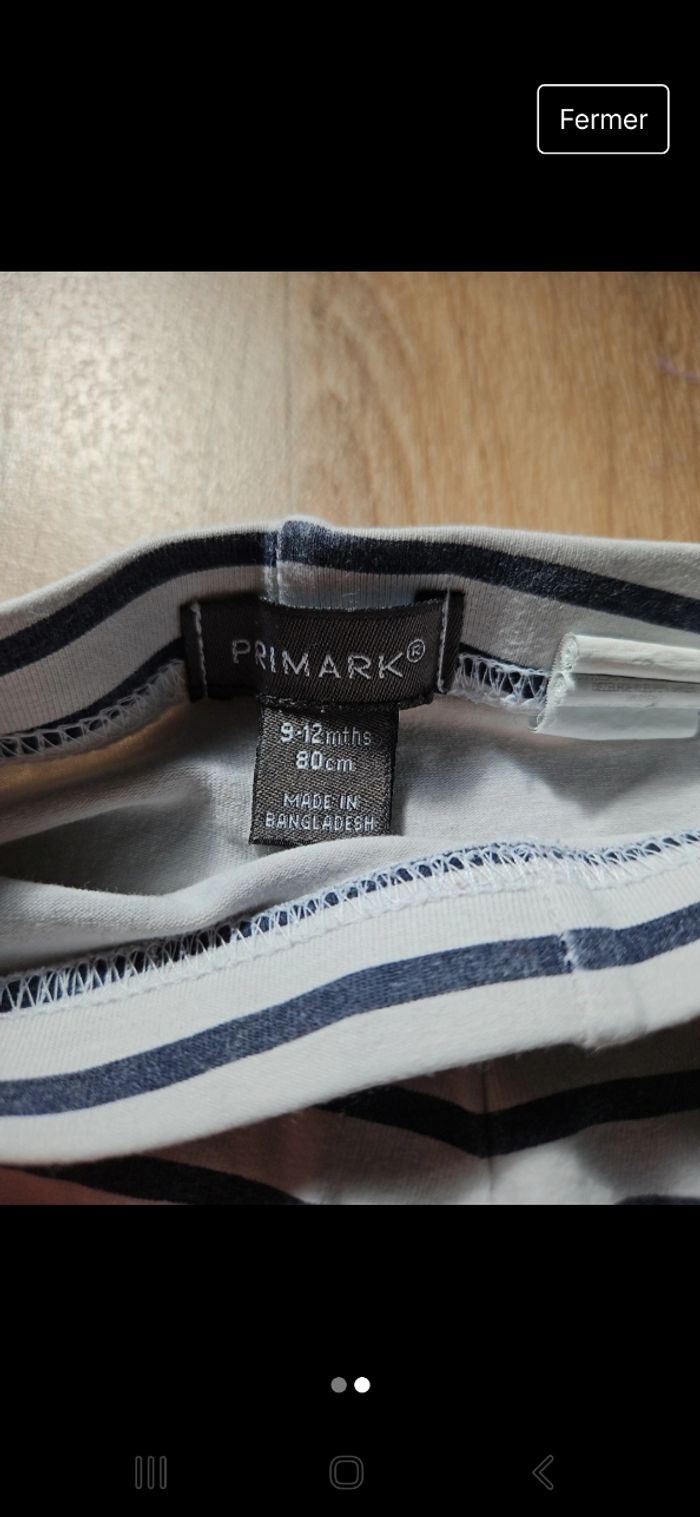 Fermer
PRIMARK®
9-12mths
80cm
MADE IN
BANGLADESH